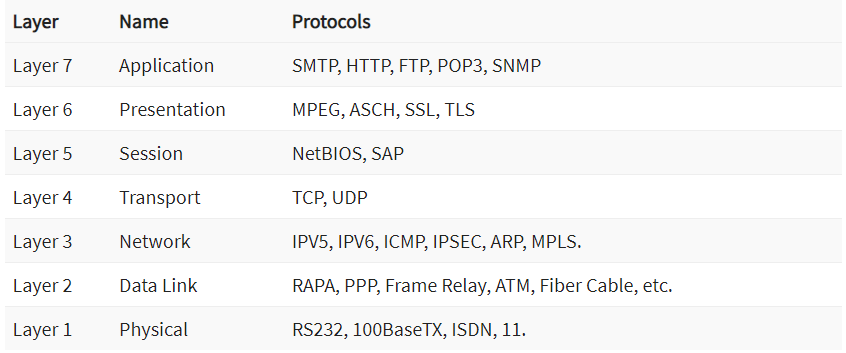 Layer Name Protocols
Layer 7 Application SMTP, HTTP, FTP, POP3, SNMP
Layer 6 Presentation MPEG, ASCH, SSL, TLS
Layer 5 Session NetBIOS, SAP
Layer 4 Transport TCP, UDP
Layer 3 Network IPV5, IPV6, ICMP, IPSEC, ARP, MPLS.
Layer 2 Data Link RAPA, PPP, Frame Relay, ATM, Fiber Cable, etc.
Layer 1 Physical RS232, 100BaseTX, ISDN, 11.